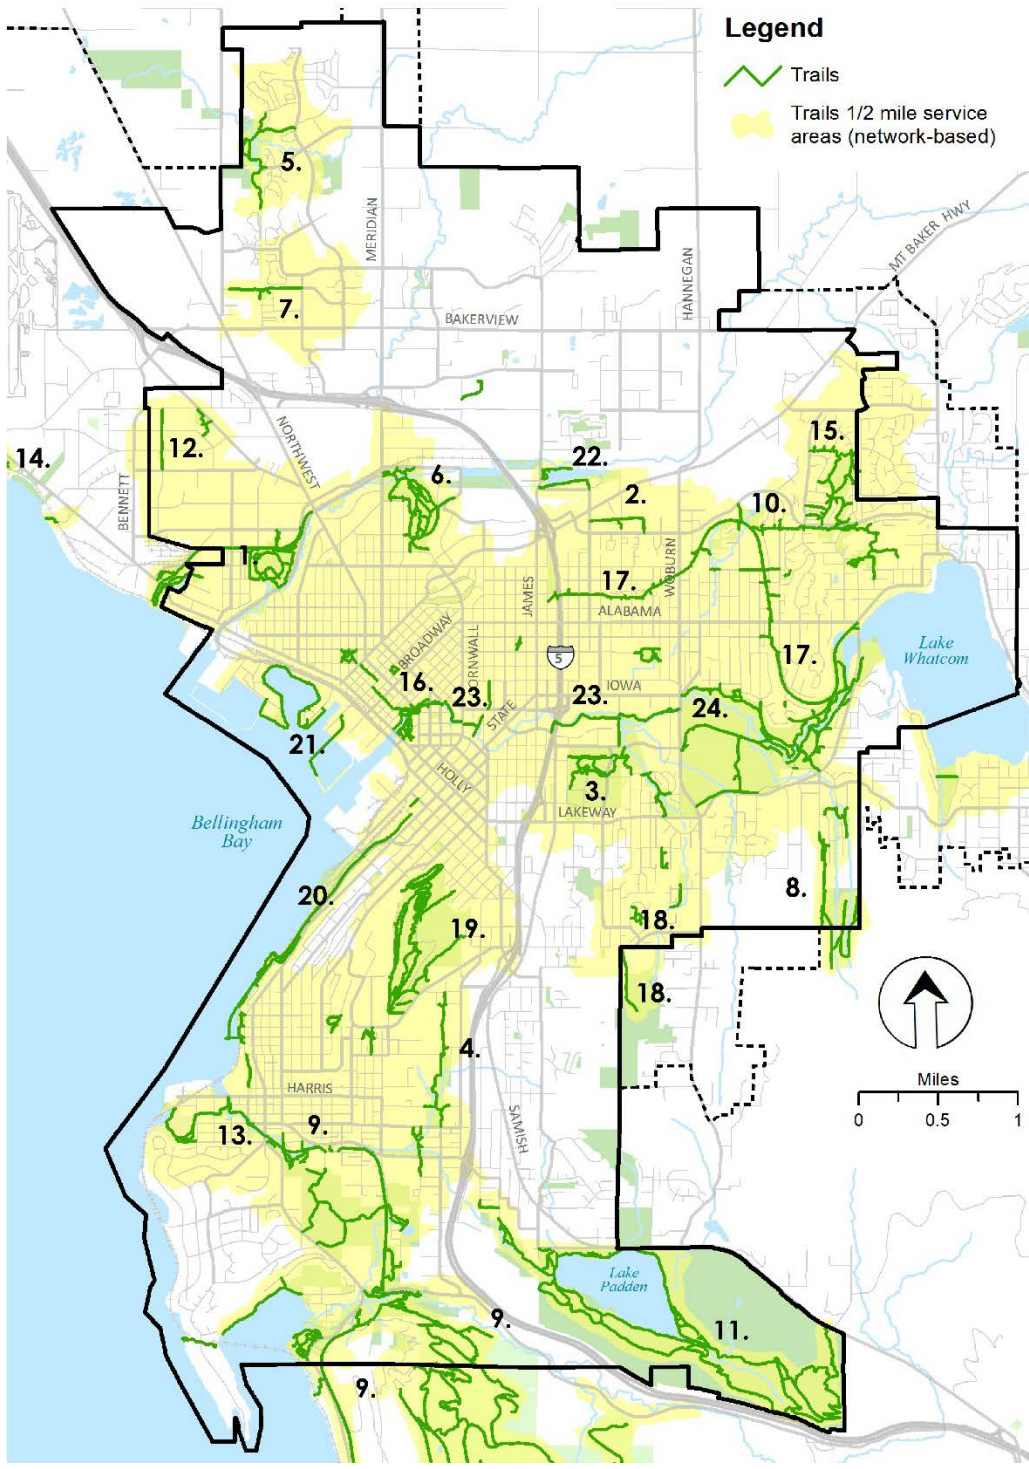 Legend
Trails
Trails 1/2 mile service
areas (network-based)
5.
MERIDIAN
MT BAKER HWY
HANNEGAN
7.
BAKERVIEW
NORTHWEST
12.
15.
14.
22.
6.
2.
10.
BENNETT
1.
WOBURN
17.
JAMES
ALABAMA
BROADWAY
Lake
Whatcom
5
17.
16.
CORNWALL
23.
23.
IOWA
24.
STATE
21.
HOLLY
3.
LAKEWAY
Bellingham
Bay
20.
8.
19.
18.
18.
4.
Miles
0 0.5 1
HARRIS
SAMISH
13.
9.
Lake
Padden
9.
11.
9.